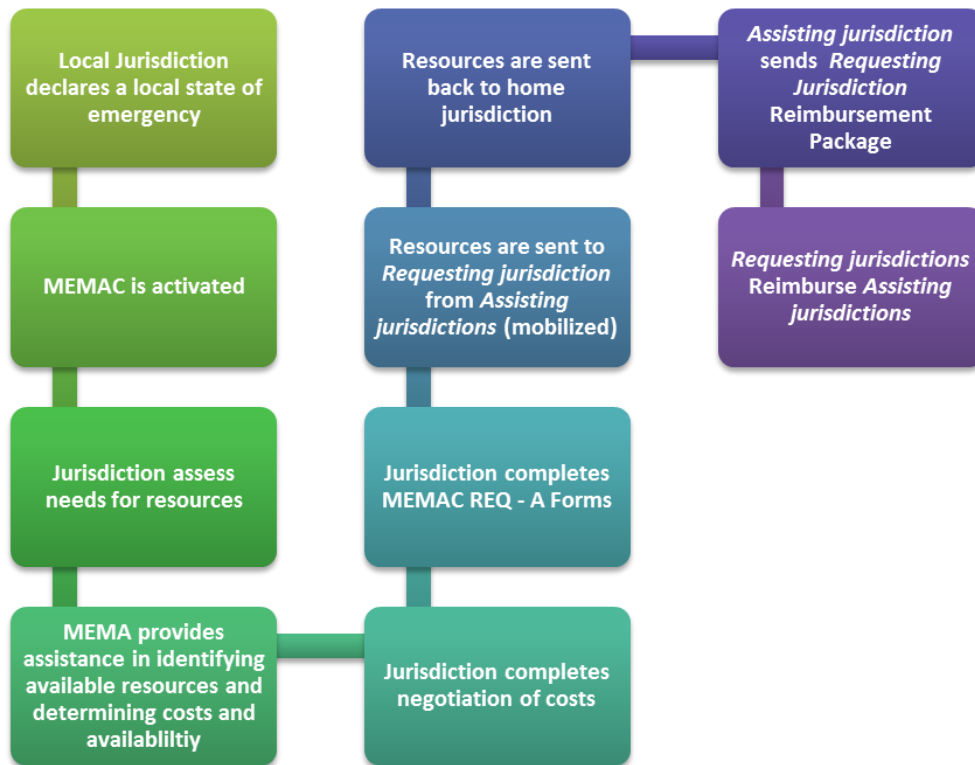 Local Jurisdiction
declares a local state of
emergency
MEMAC is activated
Jurisdiction assess
needs for resources
MEMA provides
assistance in identifying
available resources and
determining costs and
availabliltiy
Jurisdiction completes
negotiation of costs
Jurisdiction completes
MEMAC REQ - A Forms
Resources are sent to
Requesting jurisdiction
from Assisting
jurisdictions (mobilized)
Resources are sent
back to home
jurisdiction
Assisting jurisdiction
sends Requesting
Jurisdiction
Reimbursement
Package
Requesting jurisdictions
Reimburse Assisting
jurisdictions